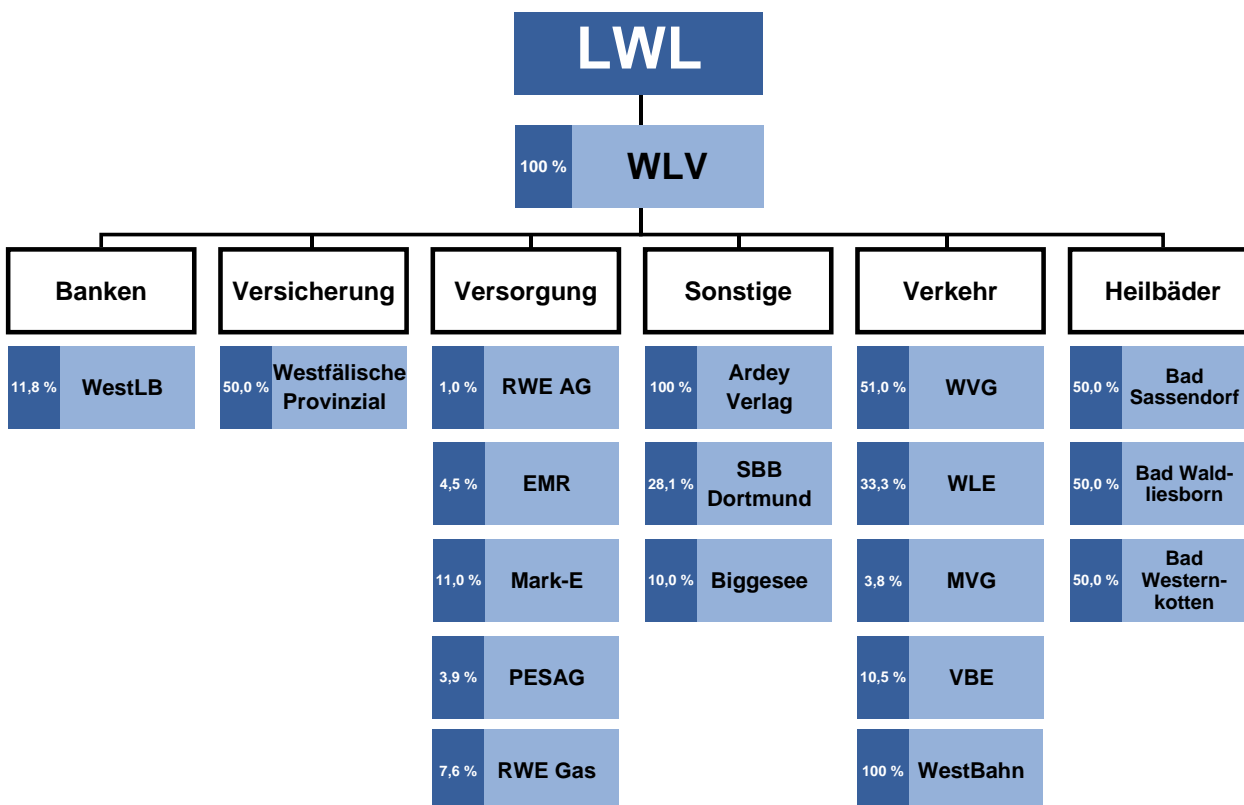 LWL
100 %
WLV
Banken
Versicherung
Versorgung
Sonstige
Verkehr
Heilbäder
11,8 %
WestLB
50,0 %
Westfälische
Provinzial
1,0 %
RWE AG
100 %
Ardey
Verlag
51,0 %
WVG
50,0 %
Bad
Sassendorf
4,5 %
EMR
28,1 %
SBB
Dortmund
33,3 %
WLE
50,0 %
Bad Wald-
liesborn
11,0 %
Mark-E
10,0 %
Biggesee
3,8 %
MVG
50,0 %
Bad
Western-
kotten
3,9 %
PESAG
10,5 %
VBE
7,6 %
RWE Gas
100 %
WestBahn